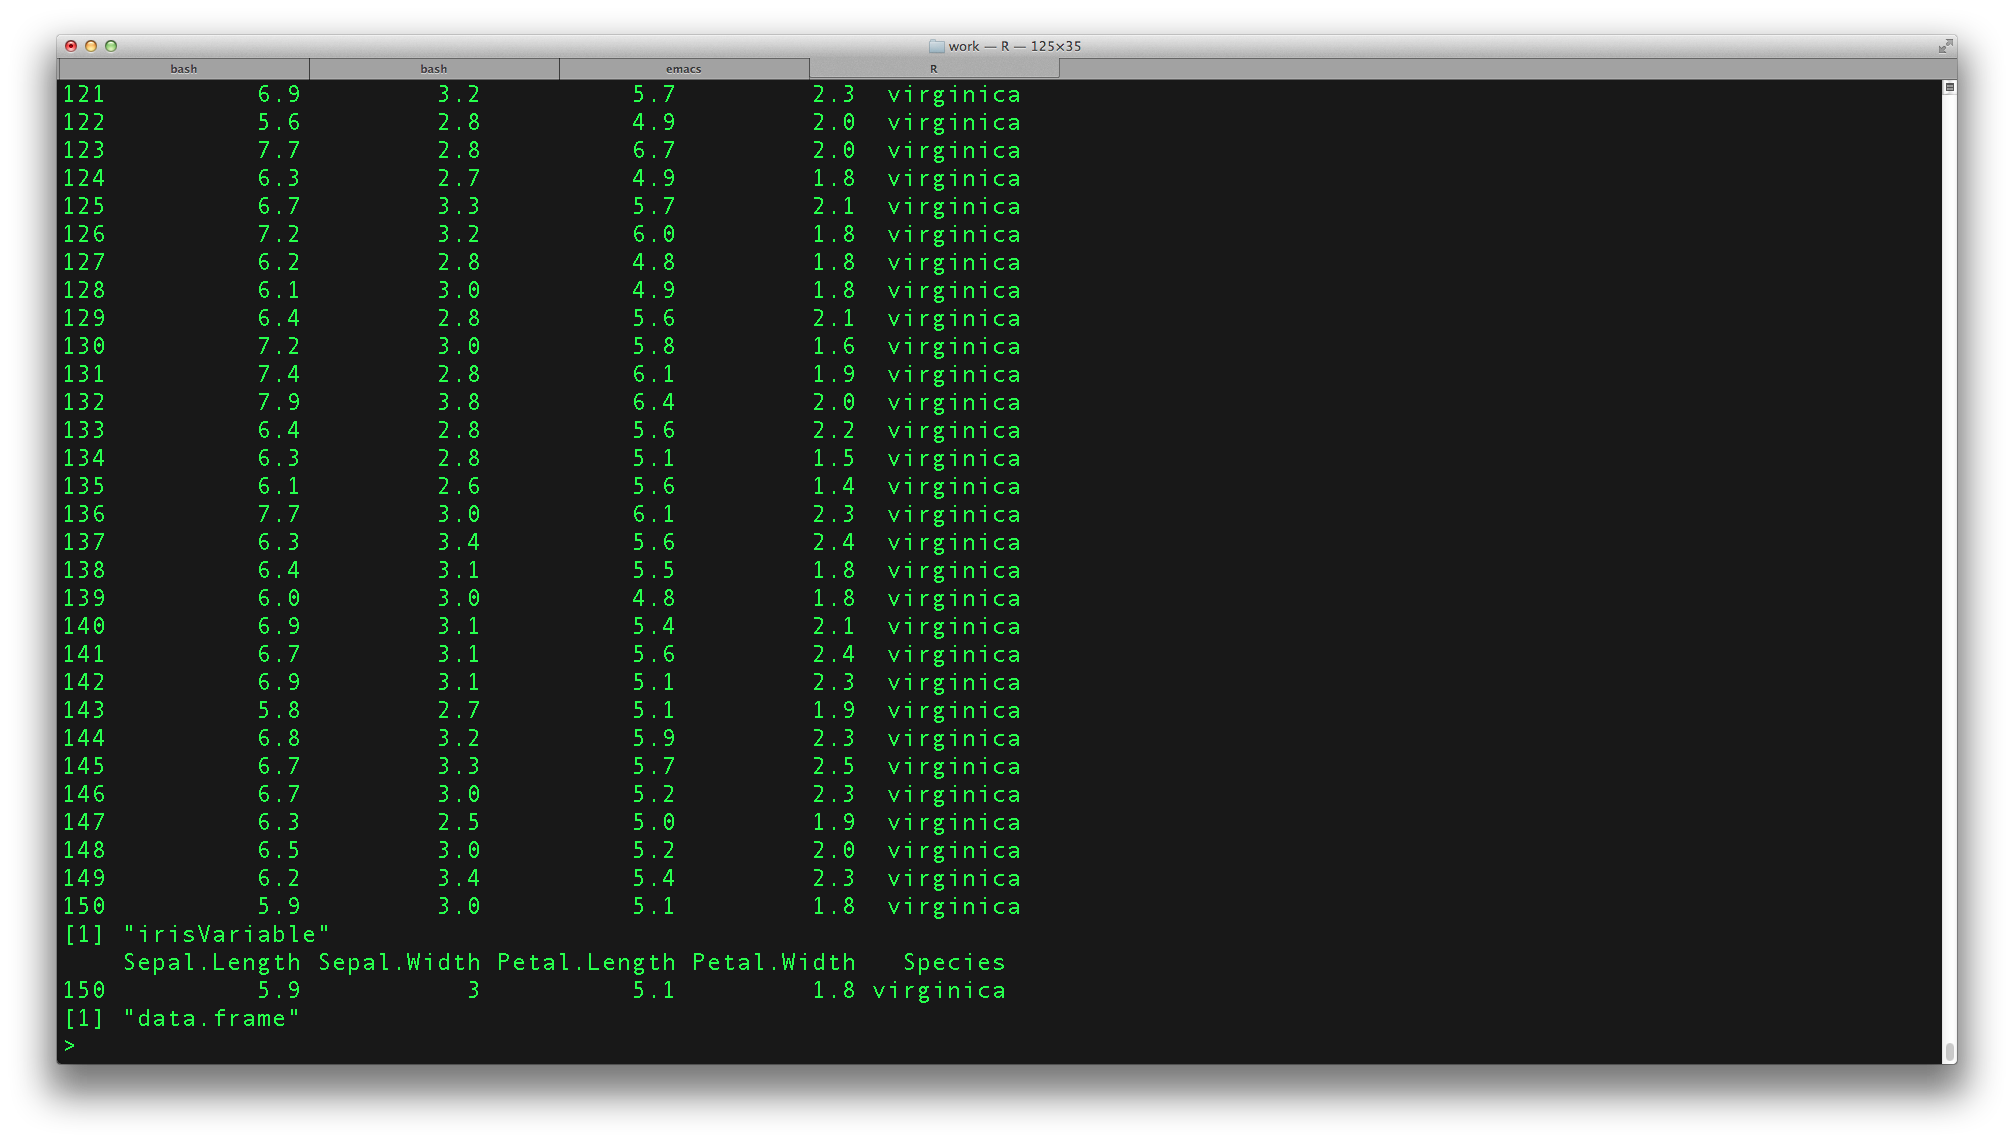 work — R — 125×35
bash bash emacs R
121 6.9 3.2 5.7 2.3 virginica
122 5.6 2.8 4.9 2.0 virginica
123 7.7 2.8 6.7 2.0 virginica
124 6.3 2.7 4.9 1.8 virginica
125 6.7 3.3 5.7 2.1 virginica
126 7.2 3.2 6.0 1.8 virginica
127 6.2 2.8 4.8 1.8 virginica
128 6.1 3.0 4.9 1.8 virginica
129 6.4 2.8 5.6 2.1 virginica
130 7.2 3.0 5.8 1.6 virginica
131 7.4 2.8 6.1 1.9 virginica
132 7.9 3.8 6.4 2.0 virginica
133 6.4 2.8 5.6 2.2 virginica
134 6.3 2.8 5.1 1.5 virginica
135 6.1 2.6 5.6 1.4 virginica
136 7.7 3.0 6.1 2.3 virginica
137 6.3 3.4 5.6 2.4 virginica
138 6.4 3.1 5.5 1.8 virginica
139 6.0 3.0 4.8 1.8 virginica
140 6.9 3.1 5.4 2.1 virginica
141 6.7 3.1 5.6 2.4 virginica
142 6.9 3.1 5.1 2.3 virginica
143 5.8 2.7 5.1 1.9 virginica
144 6.8 3.2 5.9 2.3 virginica
145 6.7 3.3 5.7 2.5 virginica
146 6.7 3.0 5.2 2.3 virginica
147 6.3 2.5 5.0 1.9 virginica
148 6.5 3.0 5.2 2.0 virginica
149 6.2 3.4 5.4 2.3 virginica
150 5.9 3.0 5.1 1.8 virginica
[1] "irisVariable"
Sepal.Length Sepal.Width Petal.Length Petal.Width Species
150 5.9 3 5.1 1.8 virginica
[1] "data.frame"
>